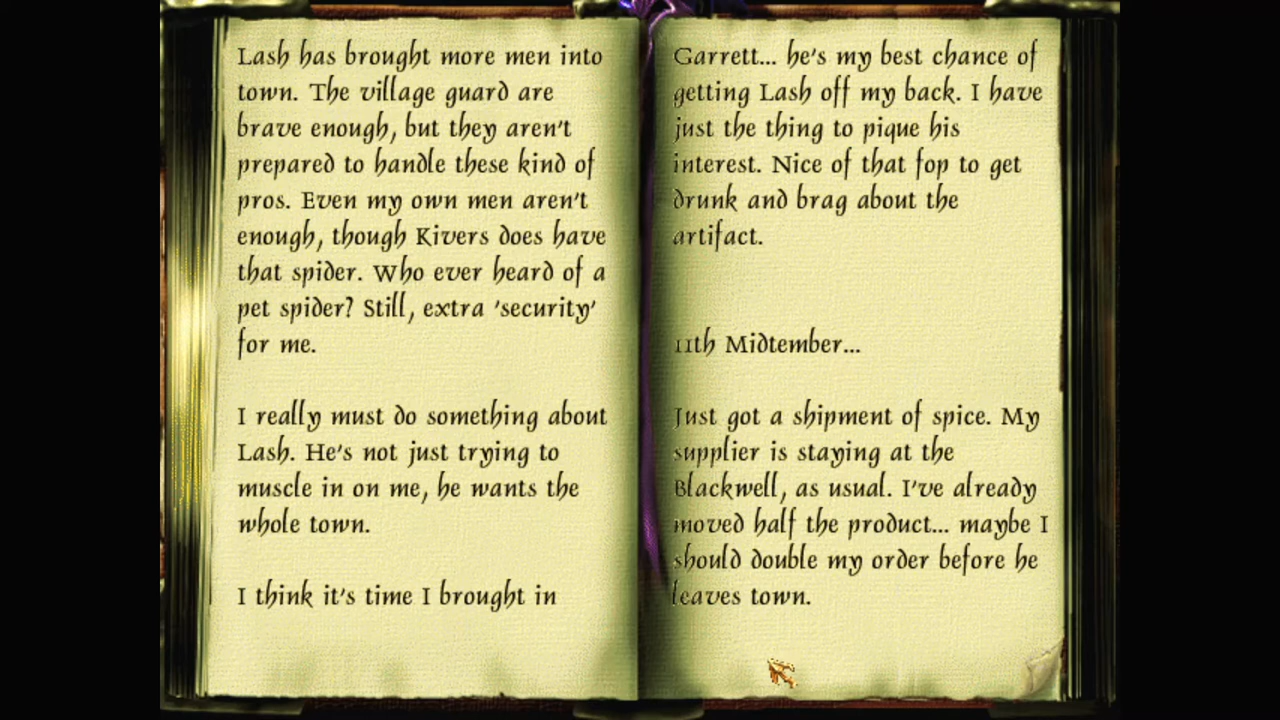 Lash has brought more men into
town. The village guard are
brave enough, but they aren't
prepared to handle these kind of
pros. Even my own men aren't
enough, though Kivers does have
that spider. Who ever heard of a
pet spider? Still, extra 'security'
for me.
I really must do something about
Lash. He's not just trying to
muscle in on me, he wants the
whole town.
I think it's time I brought in
Garrett... he's my best chance of
getting Lash off my back. I have
just the thing to pique his
interest. Nice of that fop to get
drunk and brag about the
artifact.
11th Midtember...
Just got a shipment of spice. My
supplier is staying at the
Blackwell, as usual. I've already
moved half the product... maybe I
should double my order before he
leaves town.